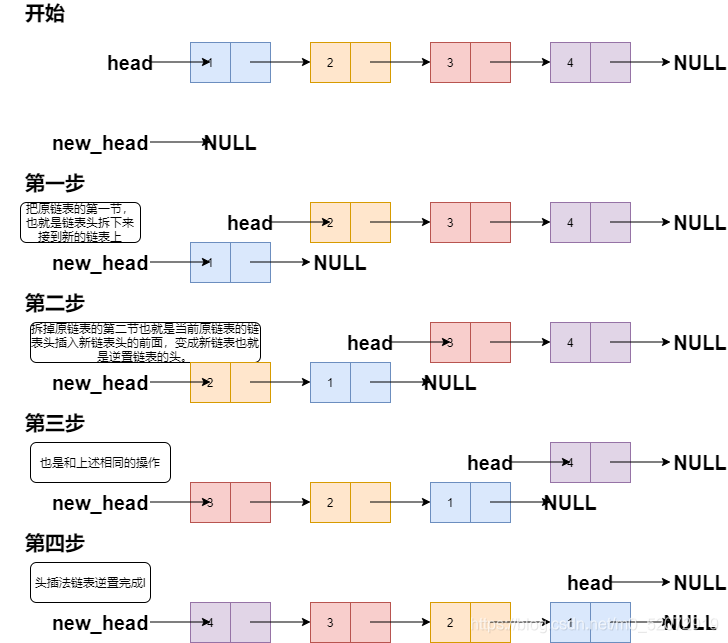 开始
head 1 2 3 4 NULL
new_head NULL
第一步
把原链表的第一节,
也就是链表头拆下来
接到新的链表上
head 2 3 4 NULL
new_head 1 NULL
第二步
拆掉原链表的第二节也就是当前原链表的链
表头插入新链表头的前面，变成新链表也就
是逆置链表的头。
head 3 4 NULL
new_head 2 1 NULL
第三步
也是和上述相同的操作
head 4 NULL
new_head 3 2 1 NULL
第四步
头插法链表逆置完成!
head NULL
new_head 4 3 2 1 NULL